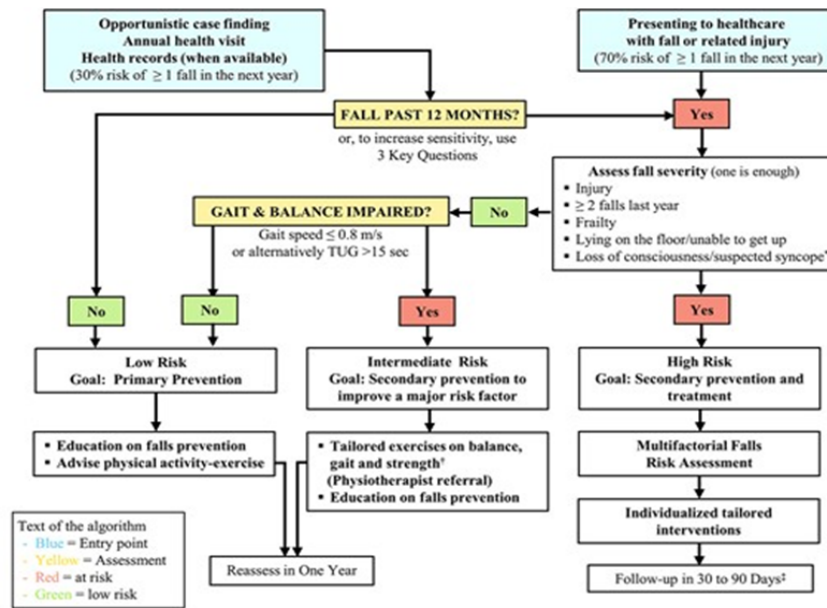 Opportunistic case finding
Annual health visit
Health records (when available)
(30% risk of ≥ 1 fall in the next year)
Presenting to healthcare
with fall or related injury
(70% risk of ≥ 1 fall in the next year)
FALL PAST 12 MONTHS?
Yes
or, to increase sensitivity, use
3 Key Questions
Assess fall severity (one is enough)
▪ Injury
▪ ≥ 2 falls last year
▪ Frailty
▪ Lying on the floor/unable to get up
▪ Loss of consciousness/suspected syncope*
GAIT & BALANCE IMPAIRED?
No
Gait speed ≤ 0.8 m/s
or alternatively TUG >15 sec
No
No
Yes
Yes
Low Risk
Goal: Primary Prevention
Intermediate Risk
Goal: Secondary prevention to
improve a major risk factor
High Risk
Goal: Secondary prevention and
treatment
▪ Education on falls prevention
▪ Advise physical activity-exercise
▪ Tailored exercises on balance,
gait and strength†
(Physiotherapist referral)
▪ Education on falls prevention
Multifactorial Falls
Risk Assessment
Individualized tailored
interventions
Text of the algorithm
- Blue = Entry point
- Yellow = Assessment
- Red = at risk
- Green = low risk
Reassess in One Year
Follow-up in 30 to 90 Days‡